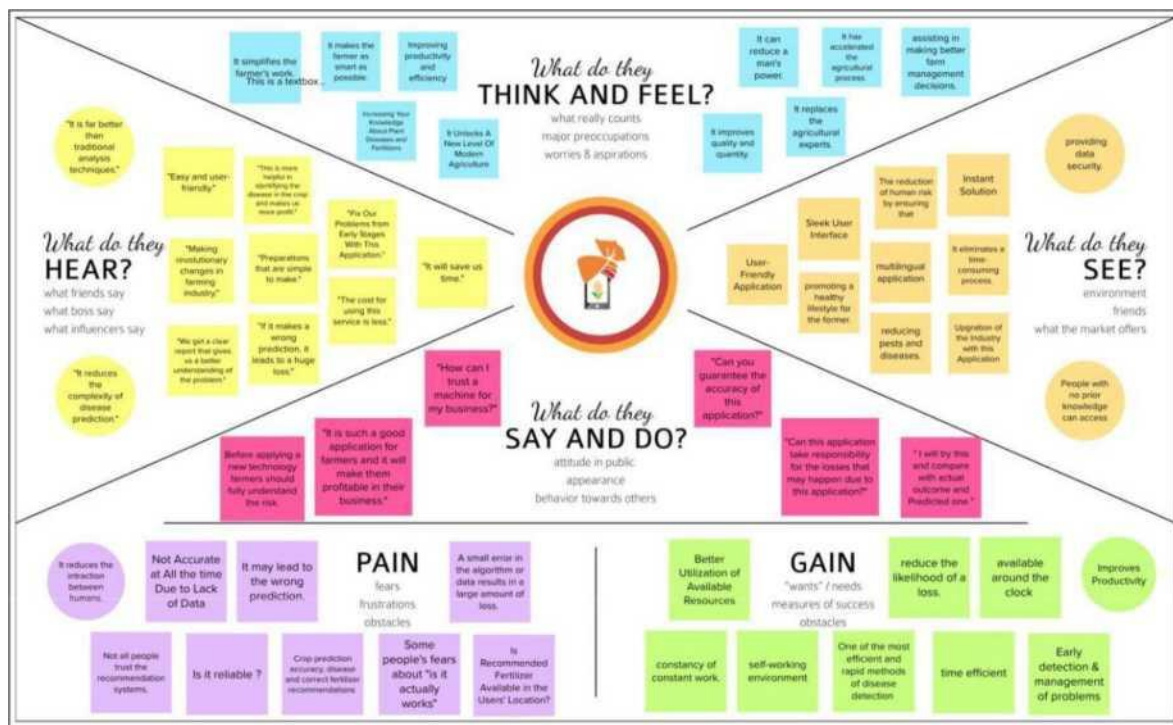 What do they
THINK AND FEEL?
what really counts
major preoccupations
worries & aspirations
It simplifies the
farmer's work.
This is a textbox...
It makes the
farmer as
smart as
possible
Improving
productivity
and
efficiency
Increasing Your
Knowledge
About Plant
Diseases and
Fertilizers
It Unlocks A
New Level Of
Modern
Agriculture
It can
reduce a
man's
power.
It has
accelerated
the
agricultural
process.
assisting in
making better
farm
management
decisions.
It improves
quality and
quantity.
It replaces
the
agricultural
experts.
What do they
HEAR?
what friends say
what boss say
what influencers say
"It is far better
than
traditional
analysis
techniques."
"Easy and user-
friendly."
"This is more
helpful in
identifying the
disease in the crop
and makes us
more profit."
"Fix Our
Problems from
Early Stages
With This
Application."
"It will save us
time."
"Making
revolutionary
changes in
farming
industry."
"Preparations
that are simple
to make."
"The cost for
using this
service is less."
"We get a clear
report that gives
us a better
understanding of
the problem"
"If it makes a
wrong
prediction, it
leads to a huge
loss."
"It reduces
the
complexity of
disease
prediction."
What do they
SEE?
environment
friends
what the market offers
providing
data
security.
The reduction
of human risk
by ensuring
that
Instant
Solution
Sleek User
Interface
User-
Friendly
Application
multilingual
application
It eliminates a
time-
consuming
process.
promoting a
healthy
lifestyle for
the former.
reducing
pests and
diseases.
Upgration of
the Industry
with this
Application
People with
no prior
knowledge
can access
What do they
SAY AND DO?
attitude in public
appearance
behavior towards others
"How can I
trust a
machine for
my business?"
"It is such a good
application for
farmers and it will
make them
profitable in their
business."
Before applying a
new technology
farmers should
fully understand
the risk.
"Can you
guarantee the
accuracy of
this
application?"
"Can this application
take responsibility
for the losses that
may happen due to
this application?"
" I will by this
and compare
with actual
outcome and
Predicted one "
PAIN
fears
frustrations
obstacles
It reduces the
intraction
between
humans.
Not Accurate
at All the time
Due to Lack
of Data
It may lead to
the wrong
prediction.
A small error in
the algorithm or
data results in a
large amount of
loss.
Not all people
trust the
recommendation
systems.
Is it reliable ?
Crop prediction
accuracy, disease
and correct fertilizer
recommendations
Some
people's fears
about "is it
actually
works"
Is
Recommended
Fertilizer
Available in the
Users' Location?
GAIN
"wants" / needs
measures of success
obstacles
Better
Utilization of
Available
Resources
reduce the
likelihood of a
loss.
available
around the
clock
Improves
Productivity
constancy of
constant work.
self-working
environment
One of the most
efficient and
rapid methods
of disease
detection
time efficient
Early
detection &
management
of problems